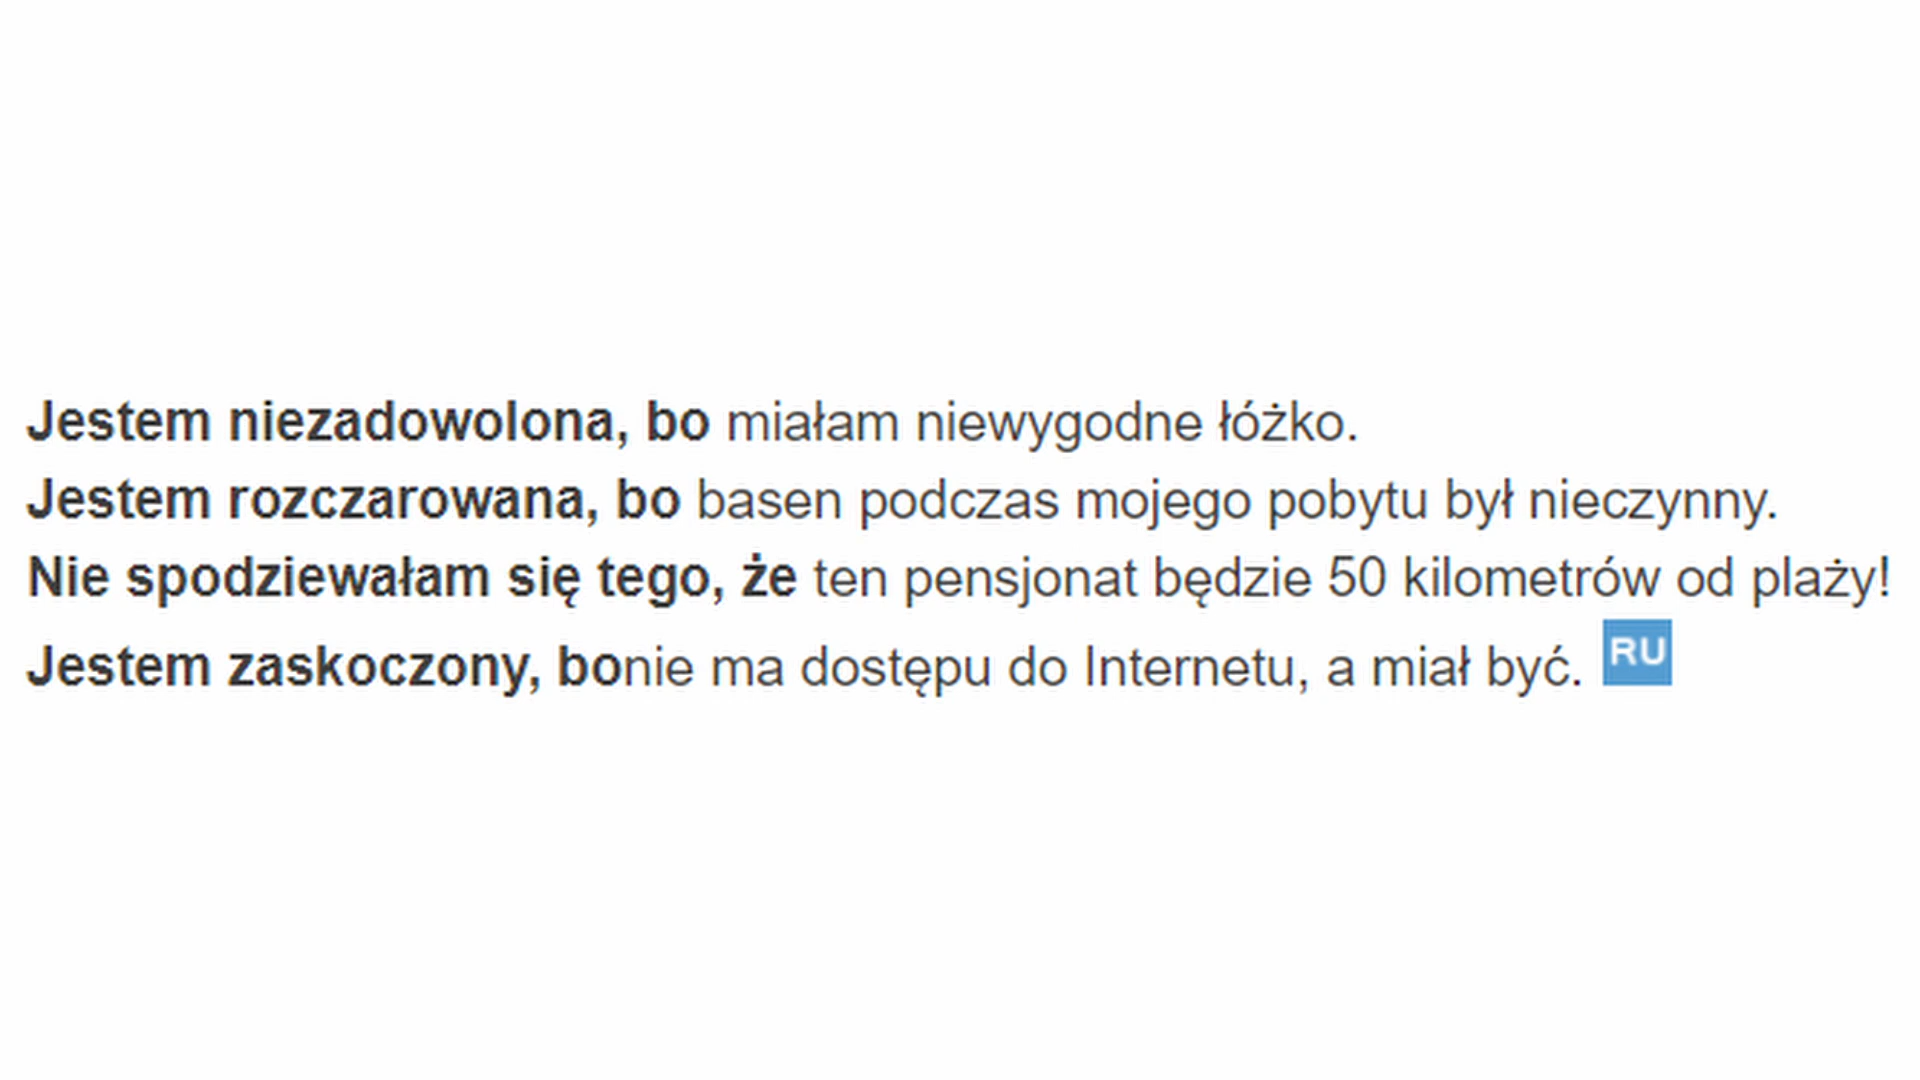 Jestem niezadowolona, bo miałam niewygodne łóżko.
Jestem rozczarowana, bo basen podczas mojego pobytu był nieczynny.
Nie spodziewałam się tego, że ten pensjonat będzie 50 kilometrów od plaży!
Jestem zaskoczony, bonie ma dostępu do Internetu, a miał być. RU